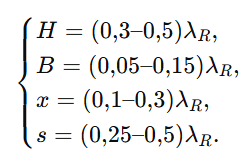 H = (0,3–0,5)λ_R,
B = (0,05–0,15)λ_R,
x = (0,1–0,3)λ_R,
s = (0,25–0,5)λ_R.